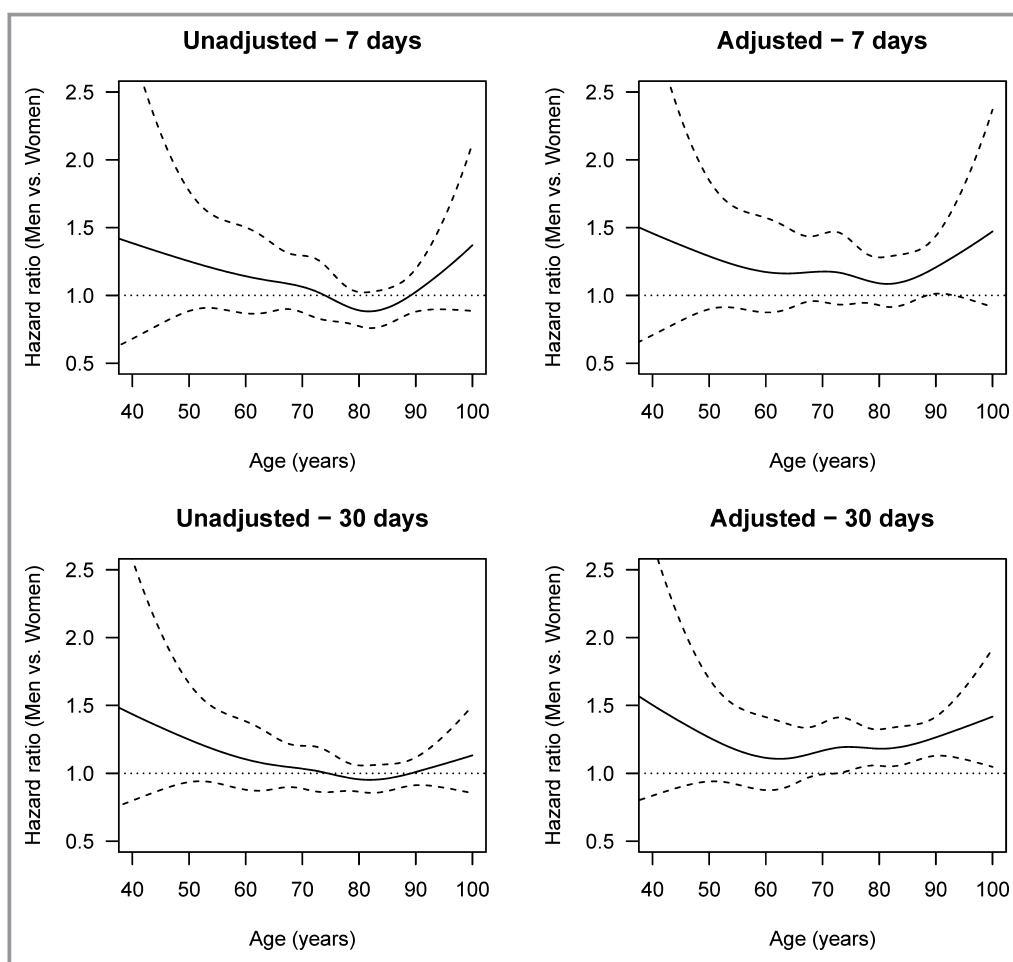 Unadjusted − 7 days
Hazard ratio (Men vs. Women)
2.5
2.0
1.5
1.0
0.5
40 50 60 70 80 90 100
Age (years)
Adjusted − 7 days
Hazard ratio (Men vs. Women)
2.5
2.0
1.5
1.0
0.5
40 50 60 70 80 90 100
Age (years)
Unadjusted − 30 days
Hazard ratio (Men vs. Women)
2.5
2.0
1.5
1.0
0.5
40 50 60 70 80 90 100
Age (years)
Adjusted − 30 days
Hazard ratio (Men vs. Women)
2.5
2.0
1.5
1.0
0.5
40 50 60 70 80 90 100
Age (years)